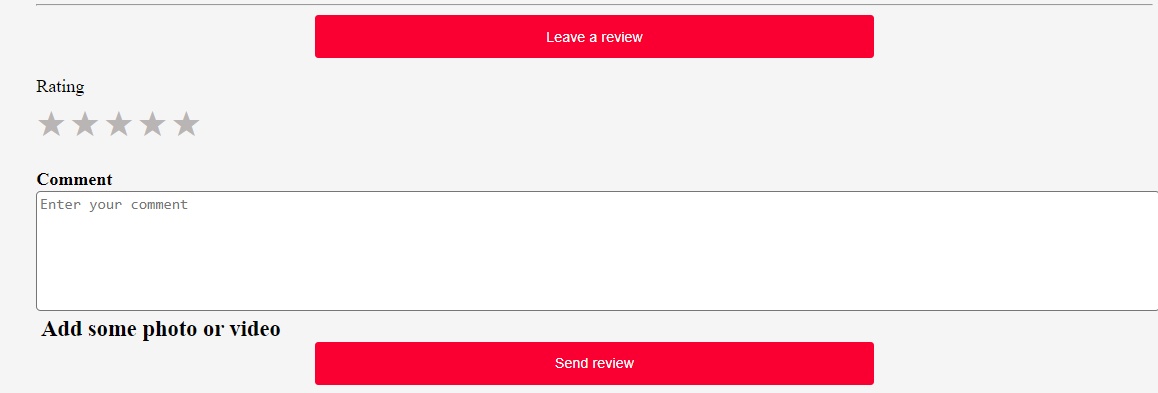 Leave a review
Rating
Comment
Enter your comment
Add some photo or video
Send review